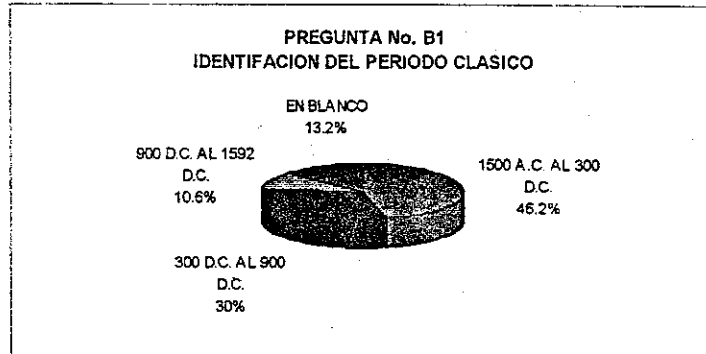 PREGUNTA No. B1
IDENTIFACION DEL PERIODO CLASICO
EN BLANCO
13.2%
900 D.C. AL 1592
D.C.
10.6%
1500 A.C. AL 300
D.C.
46.2%
300 D.C. AL 900
D.C.
30%